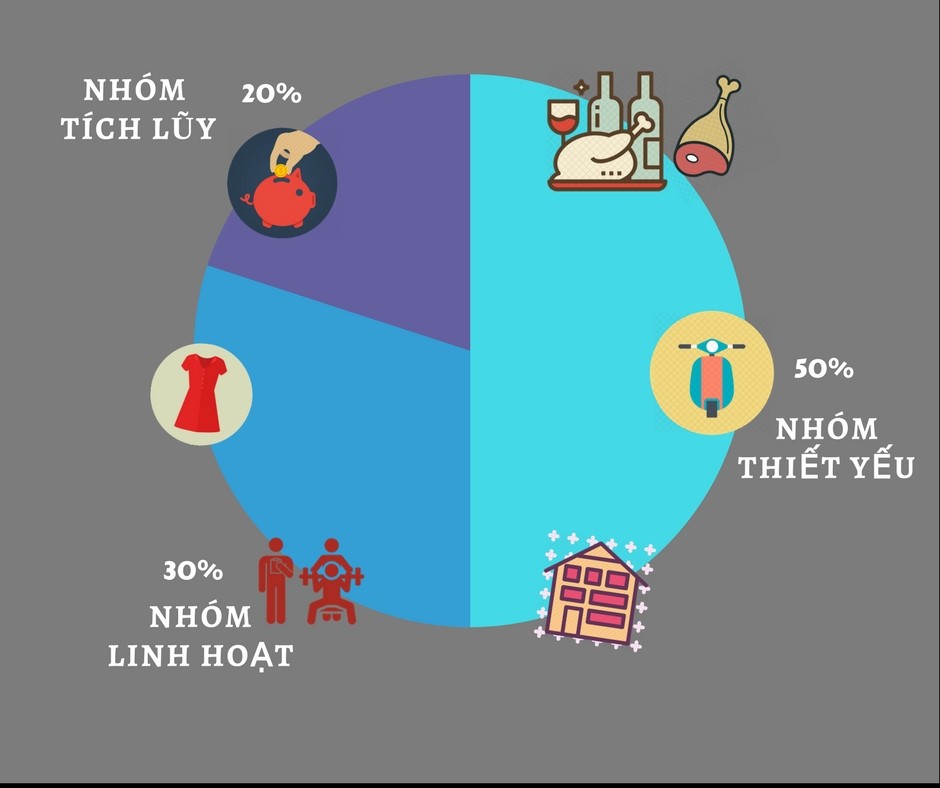 NHÓM
TÍCH LŨY
20%
50%
NHÓM
THIẾT YẾU
30%
NHÓM
LINH HOẠT